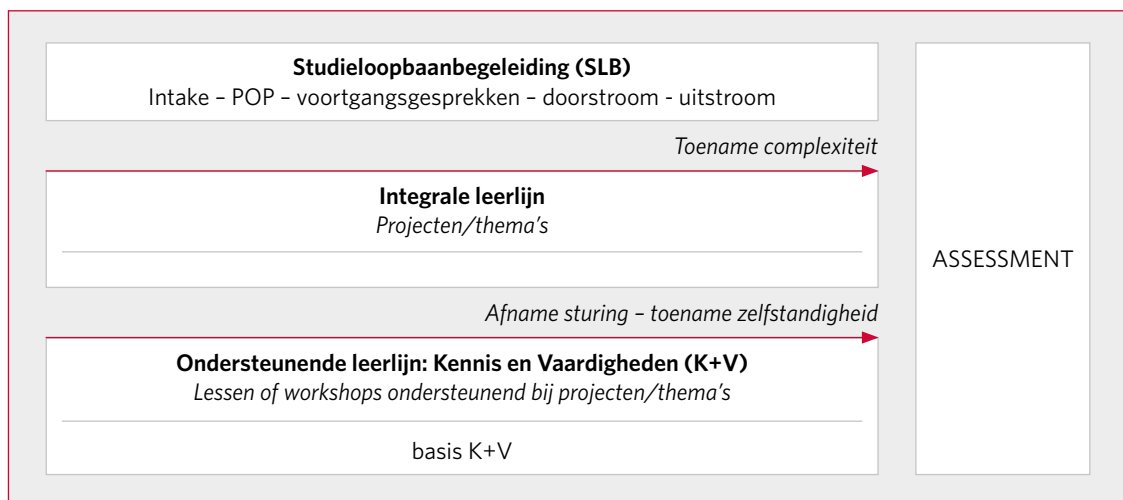 Studieloopbaanbegeleiding (SLB)
Intake – POP – voortgangsgesprekken – doorstroom - uitstroom
Toename complexiteit
Integrale leerlijn
Projecten/thema’s
Afname sturing – toename zelfstandigheid
Ondersteunende leerlijn: Kennis en Vaardigheden (K+V)
Lessen of workshops ondersteunend bij projecten/thema’s
basis K+V
ASSESSMENT